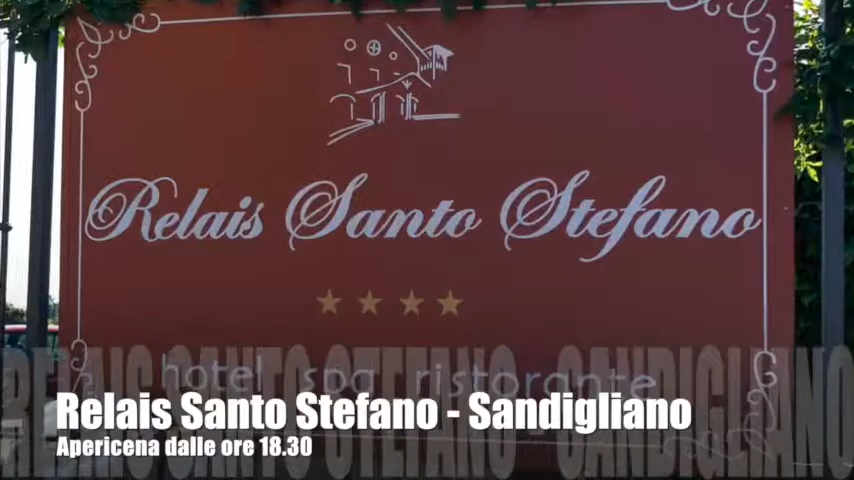 Relais Santo Stefano
hotel spa ristorante
RELAIS SANTO STEFANO - SANDIGLIANO
Relais Santo Stefano - Sandigliano
Apericena dalle ore 18.30